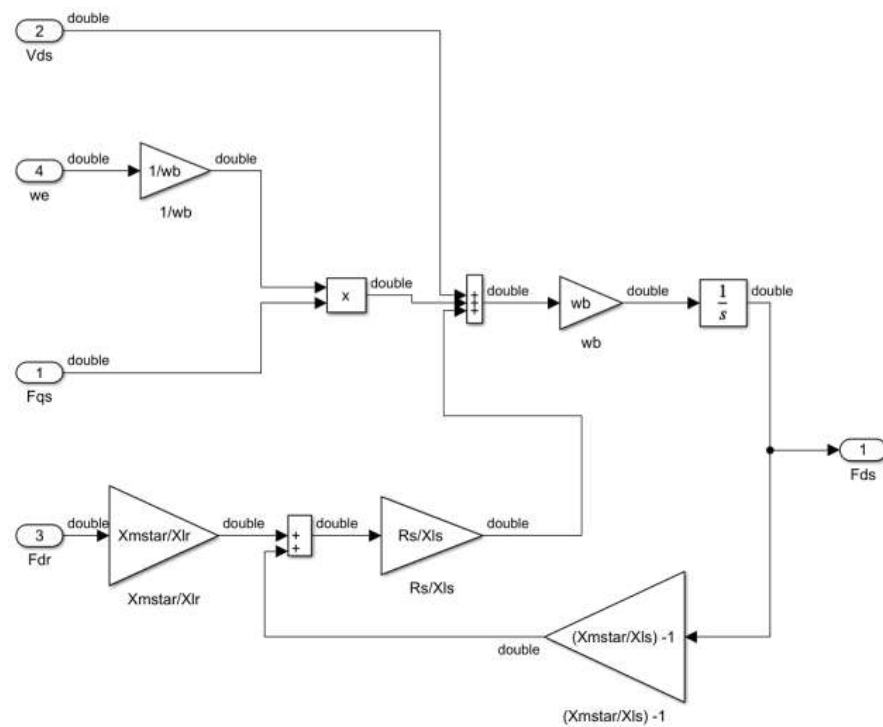 double
2
Vds
double
4
we
1/wb
double
1/wb
double
1
Fqs
x
double
+
+
+
double
wb
double
wb
1
s
double
1
Fds
double
3
Fdr
Xmstar/Xlr
double
Xmstar/Xlr
+
+
double
Rs/Xls
double
Rs/Xls
(Xmstar/Xls) -1
double
(Xmstar/Xls) -1